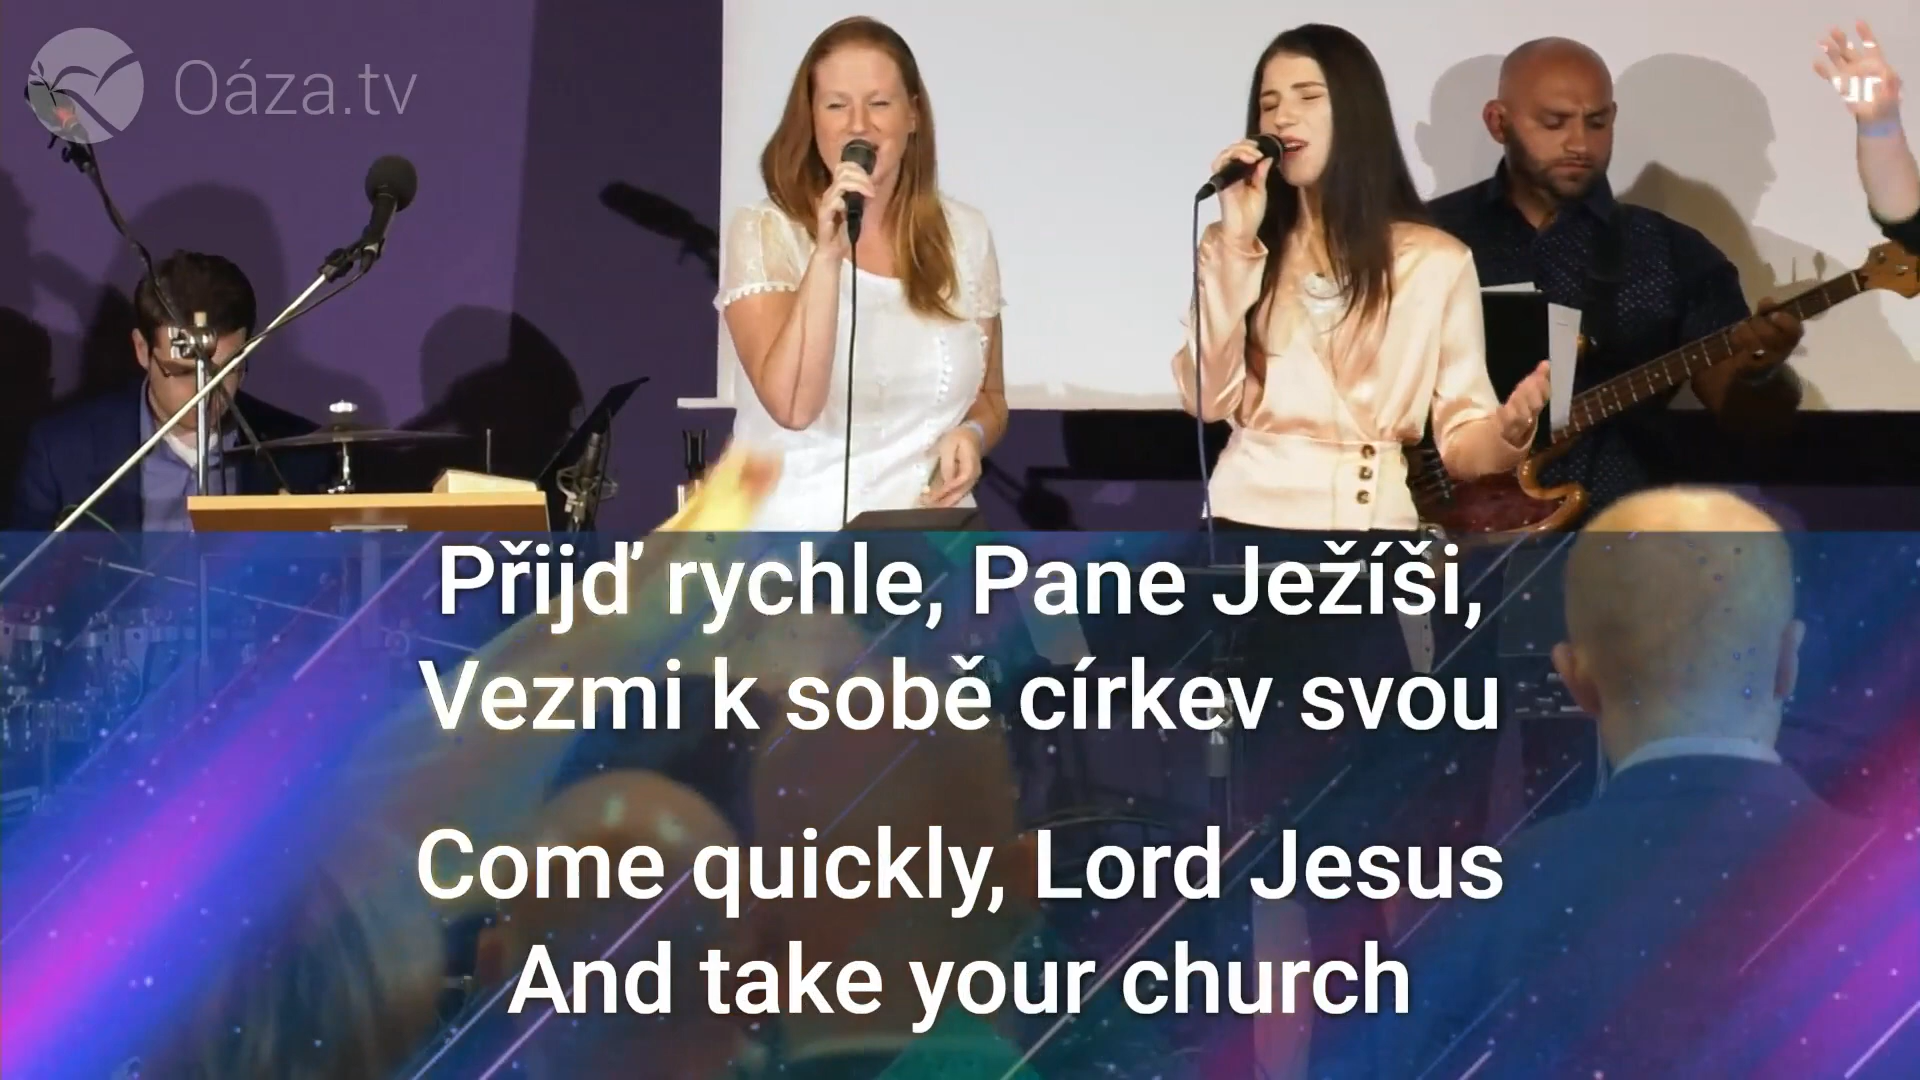 Oáza.tv
Přijď rychle, Pane Ježíši,
Vezmi k sobě církev svou
Come quickly, Lord Jesus
And take your church